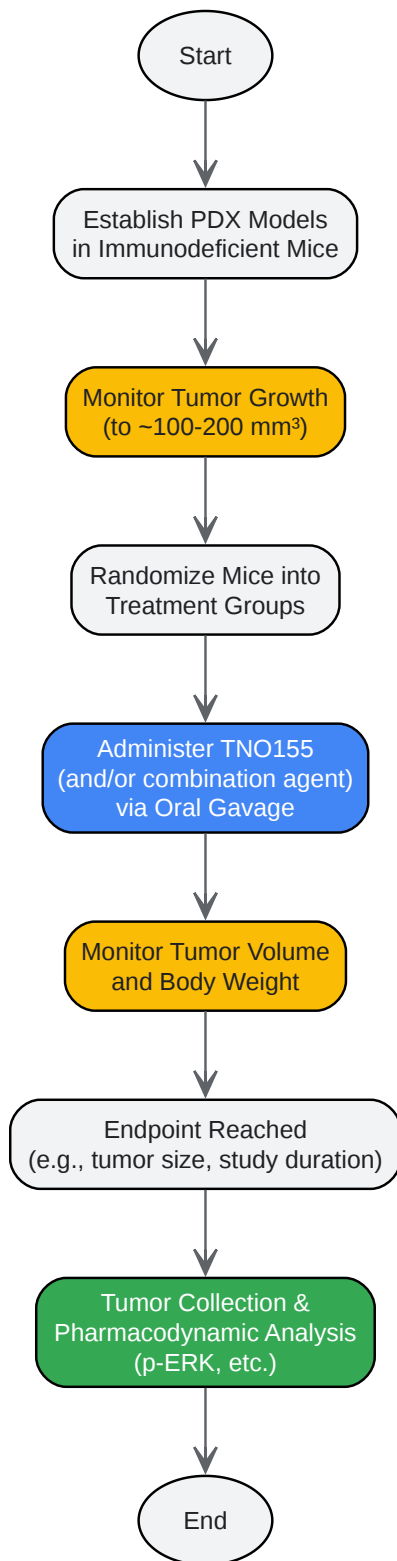 Start
Establish PDX Models
in Immunodeficient Mice
Monitor Tumor Growth
(to ~100-200 mm³)
Randomize Mice into
Treatment Groups
Administer TNO155
(and/or combination agent)
via Oral Gavage
Monitor Tumor Volume
and Body Weight
Endpoint Reached
(e.g., tumor size, study duration)
Tumor Collection &
Pharmacodynamic Analysis
(p-ERK, etc.)
End